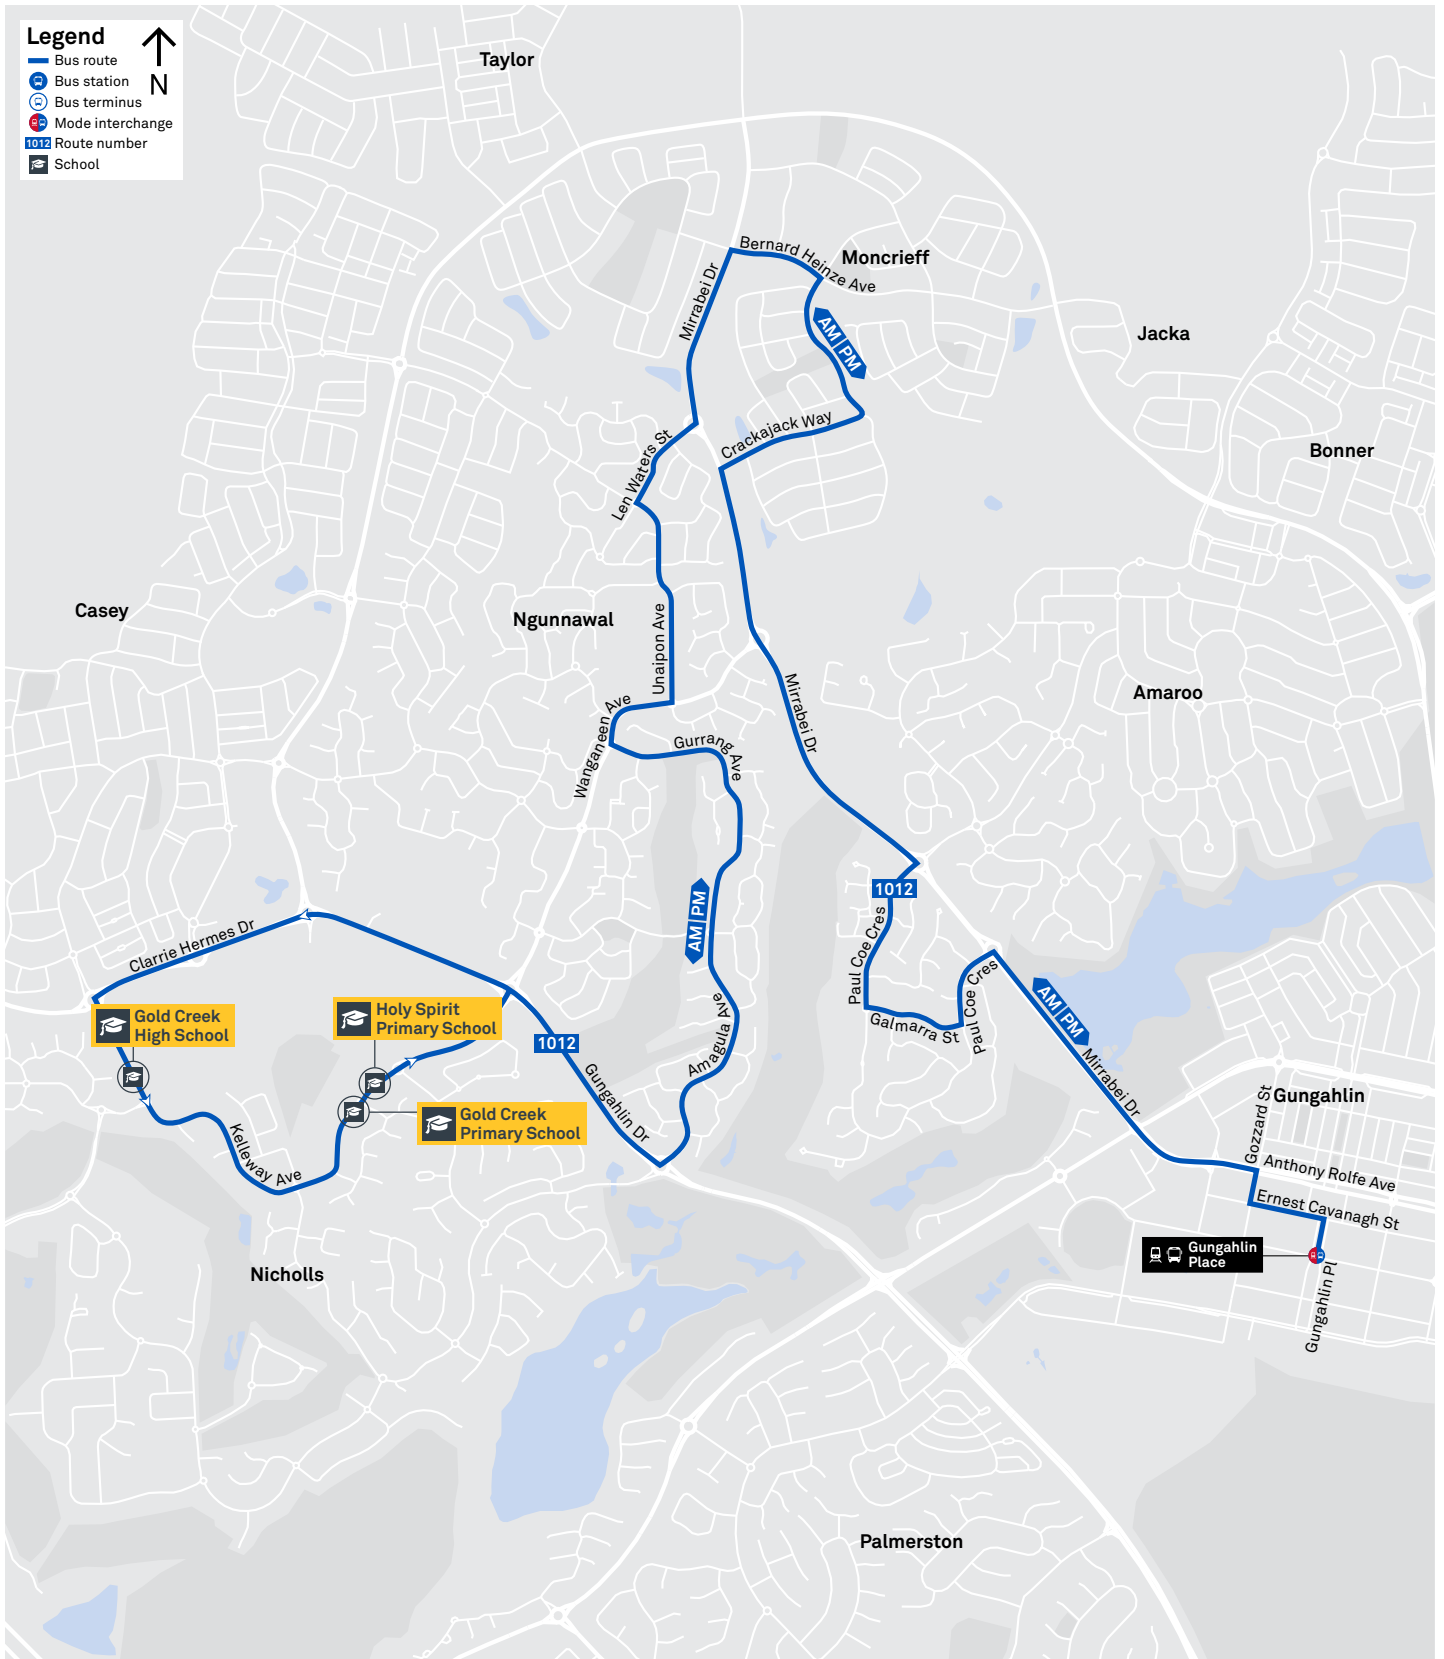 Legend
N
Bus route
Bus station
Bus terminus
Mode interchange
1012 Route number
School
Taylor
Bernard Heinze Ave
Moncrieff
Mirrabei Dr
AM PM
Jacka
Crackajack Way
Len Waters St
Bonner
Casey
Ngunnawal
Unaipon Ave
Amaroo
Wanganeen Ave
Mirrabei Dr
Gurrang Ave
1012
AM PM
Paul Coe Cres
Clarrie Hermes Dr
Paul Coe Cres
Galmarra St
AM PM
Gold Creek
High School
Holy Spirit
Primary School
1012
Amagula Ave
Gungahlin Dr
Mirrabei Dr
Gungahlin
Gozzard St
Gold Creek
Primary School
Kelleway Ave
Anthony Rolfe Ave
Ernest Cavanagh St
Gungahlin
Place
Nicholls
Gungahlin Pl
Palmerston